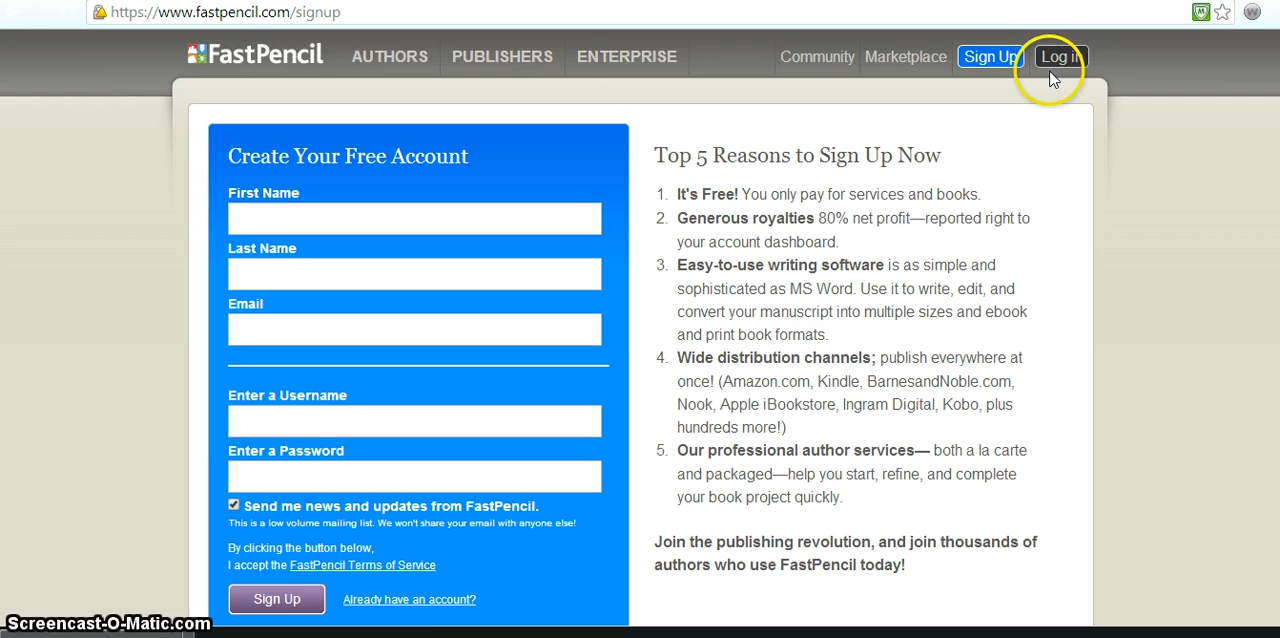 https://www.fastpencil.com/signup
FastPencil AUTHORS PUBLISHERS ENTERPRISE Community Marketplace Sign Up Log in
Create Your Free Account
First Name
Last Name
Email
Enter a Username
Enter a Password
Send me news and updates from FastPencil.
This is a low volume mailing list. We won't share your email with anyone else!
By clicking the button below,
I accept the FastPencil Terms of Service
Sign Up Already have an account?
Top 5 Reasons to Sign Up Now
1. It's Free! You only pay for services and books.
2. Generous royalties 80% net profit—reported right to
your account dashboard.
3. Easy-to-use writing software is as simple and
sophisticated as MS Word. Use it to write, edit, and
convert your manuscript into multiple sizes and ebook
and print book formats.
4. Wide distribution channels; publish everywhere at
once! (Amazon.com, Kindle, BarnesandNoble.com,
Nook, Apple iBookstore, Ingram Digital, Kobo, plus
hundreds more!)
5. Our professional author services— both a la carte
and packaged—help you start, refine, and complete
your book project quickly.
Join the publishing revolution, and join thousands of
authors who use FastPencil today!
Screencast-O-Matic.com